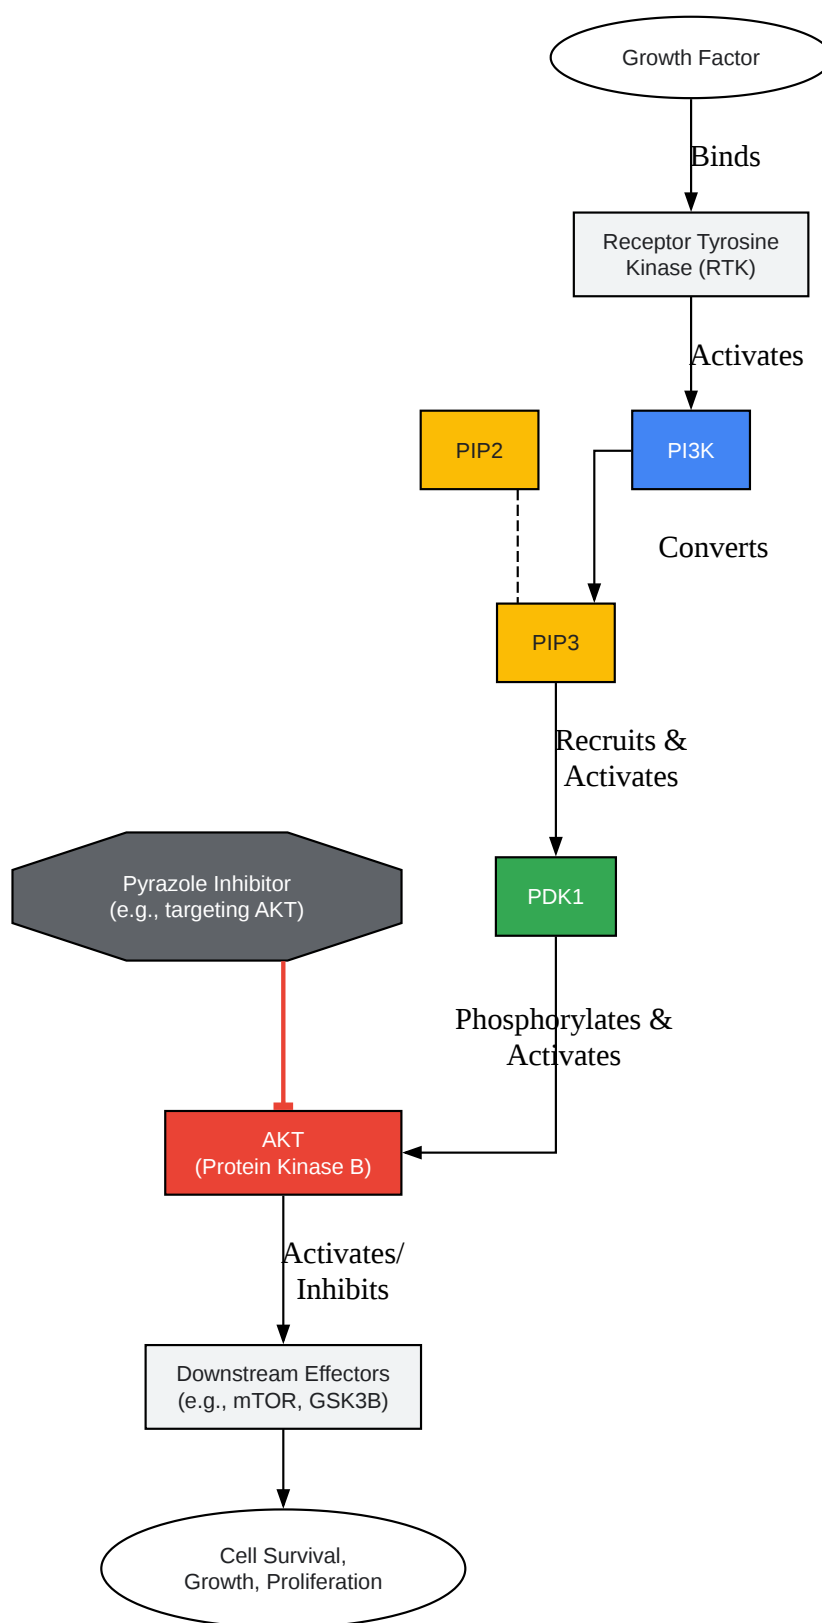 Growth Factor
Binds
Receptor Tyrosine
Kinase (RTK)
Activates
PIP2
PI3K
Converts
PIP3
Recruits &
Activates
Pyrazole Inhibitor
(e.g., targeting AKT)
PDK1
Phosphorylates &
Activates
AKT
(Protein Kinase B)
Activates/
Inhibits
Downstream Effectors
(e.g., mTOR, GSK3B)
Cell Survival,
Growth, Proliferation